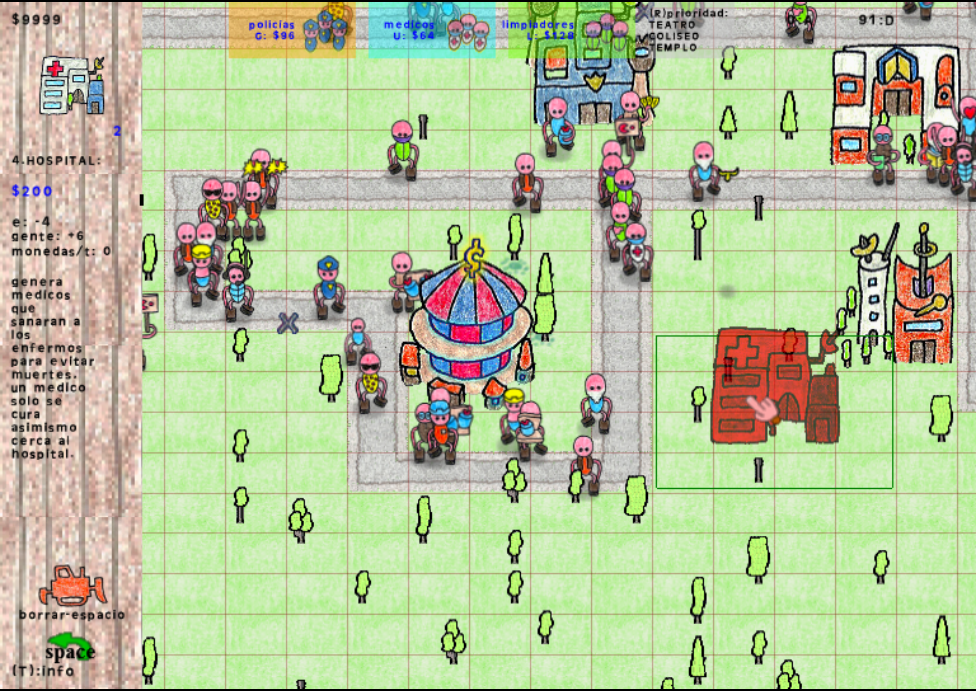 $9999
2
4.HOSPITAL:
$200
e: -4
gente: +6
monedas/t: 0
genera
medicos
que
sanaran a
los
enfermos
para evitar
muertes.
un medico
solo se
cura
asimismo
cerca al
hospital.
borrar-espacio
space
(T):info
policias
G: $96
medicos
U: $64
limpiadores
L: $128
(R)prioridad:
TEATRO
COLISEO
TEMPLO
91:D
$